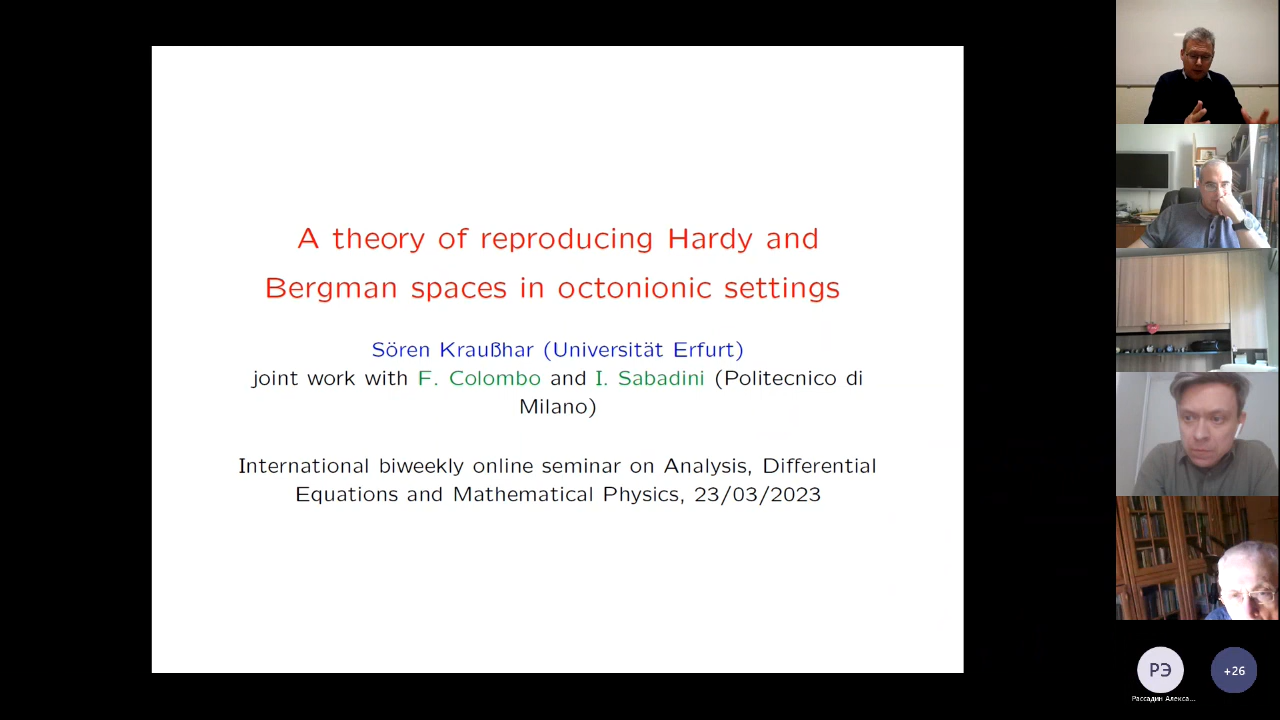 A theory of reproducing Hardy and
Bergman spaces in octonionic settings
Sören Kraußhar (Universität Erfurt)
joint work with F. Colombo and I. Sabadini (Politecnico di
Milano)
International biweekly online seminar on Analysis, Differential
Equations and Mathematical Physics, 23/03/2023
РЭ
+26
Рассадин Алекса...